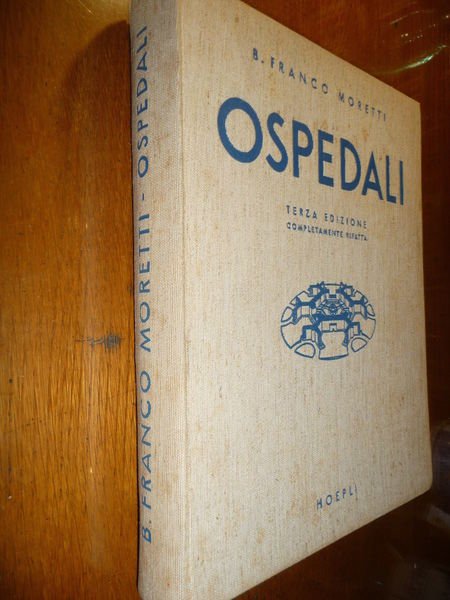 B. FRANCO MORETTI
OSPEDALI
TERZA EDIZIONE
COMPLETAMENTE RIFATTA
HOEPLI
B. FRANCO MORETTI - OSPEDALI